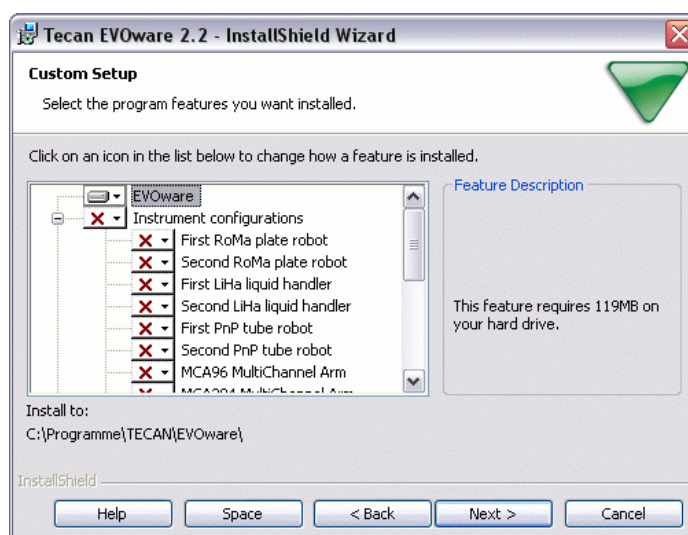 Tecan EVOware 2.2 - InstallShield Wizard
Custom Setup
Select the program features you want installed.
Click on an icon in the list below to change how a feature is installed.
EVOware
Instrument configurations
First RoMa plate robot
Second RoMa plate robot
First LiHa liquid handler
Second LiHa liquid handler
First PnP tube robot
Second PnP tube robot
MCA96 MultiChannel Arm
MCA384 MultiChannel Arm
Feature Description
This feature requires 119MB on
your hard drive.
Install to:
C:\Programme\TECAN\EVOware\
InstallShield
Help
Space
< Back
Next >
Cancel